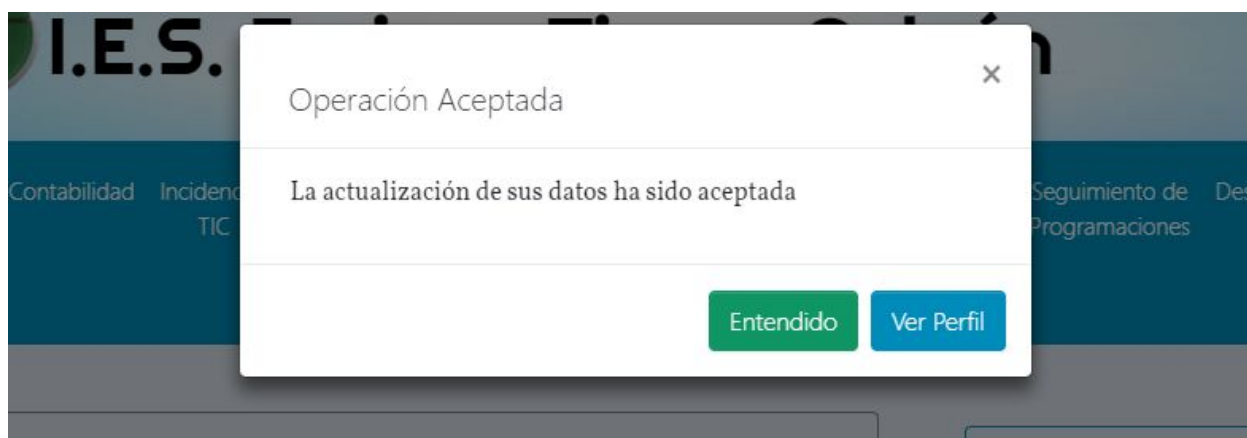 I.E.S.
Operación Aceptada
×
Contabilidad
TIC
La actualización de sus datos ha sido aceptada
Seguimiento de
Programaciones
Entendido
Ver Perfil